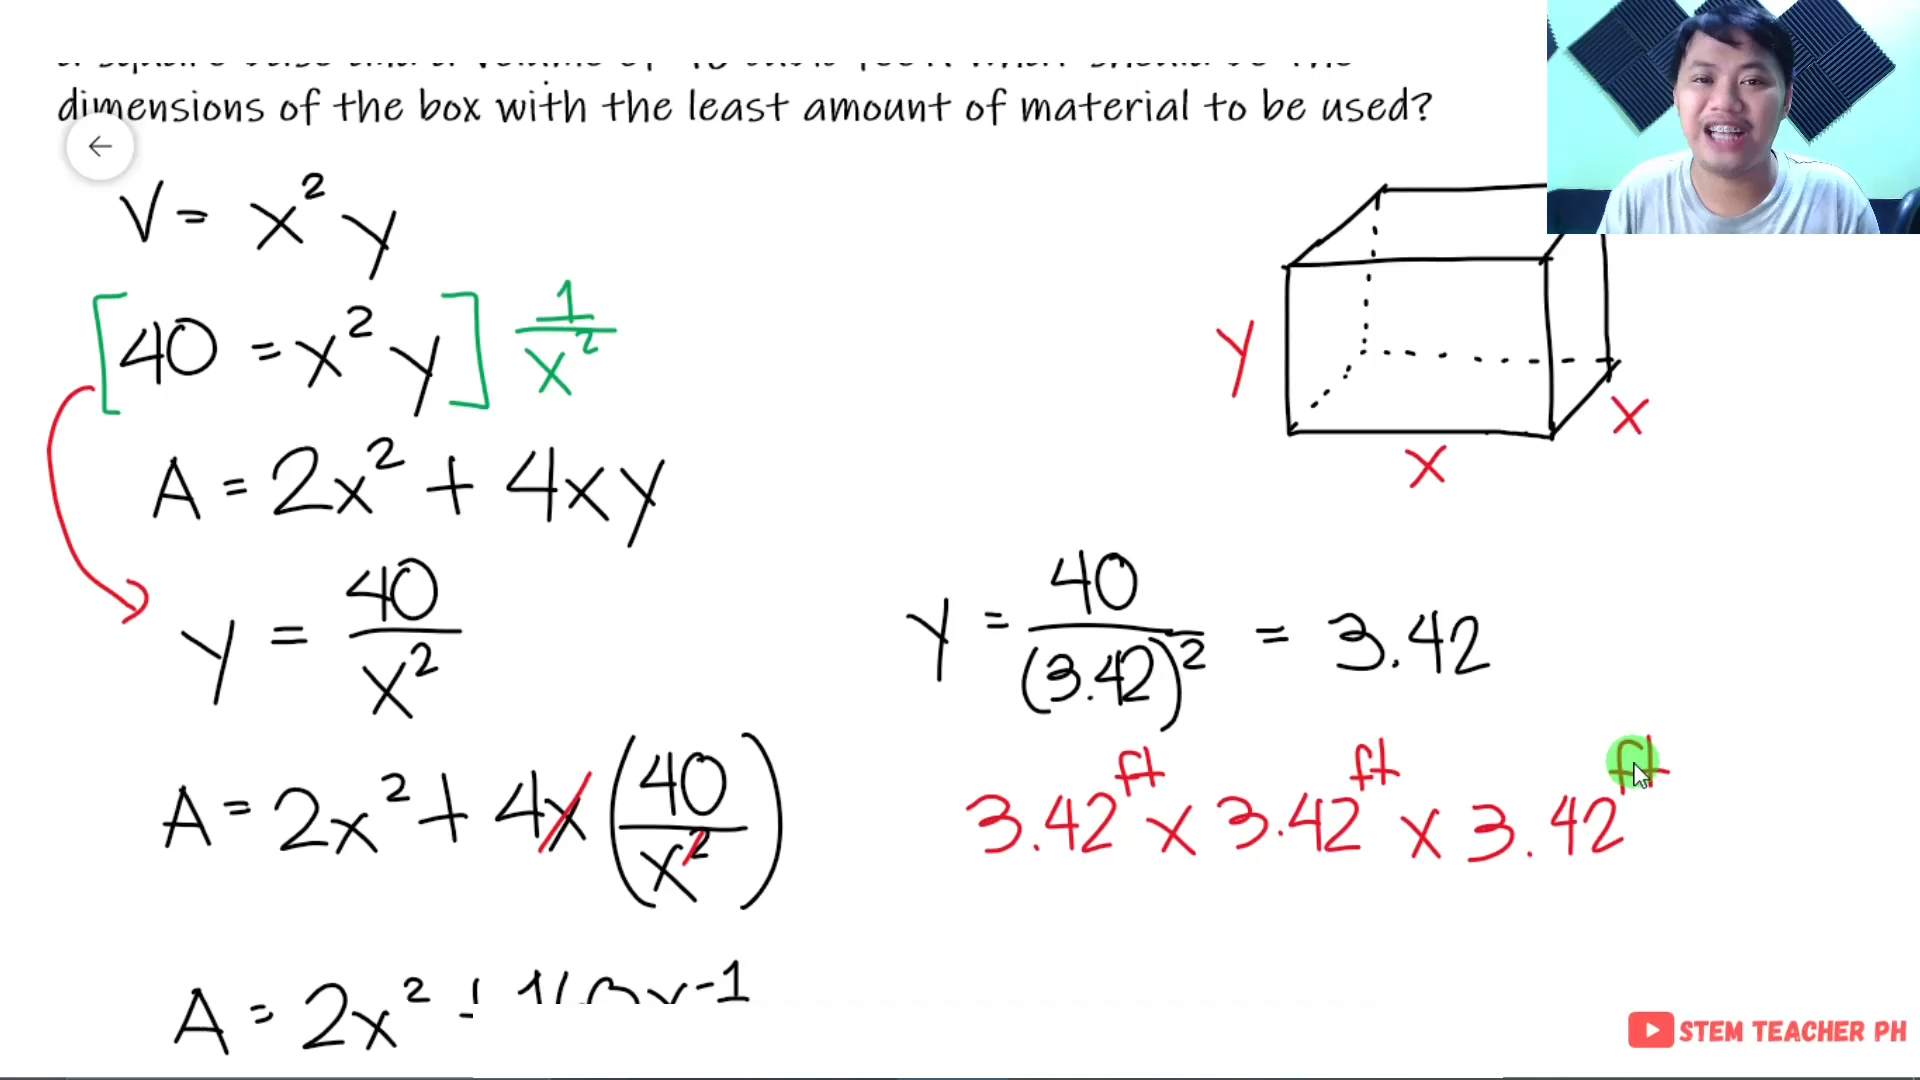 dimensions of the box with the least amount of material to be used?
V = x² y
[40 = x² y] 1/x²
A = 2x² + 4xy
y = 40/x²
A = 2x² + 4x (40/x²)
A = 2x²
y
x
x
y = 40/(3.42)² = 3.42
3.42 ft x 3.42 ft x 3.42 ft
STEM TEACHER PH